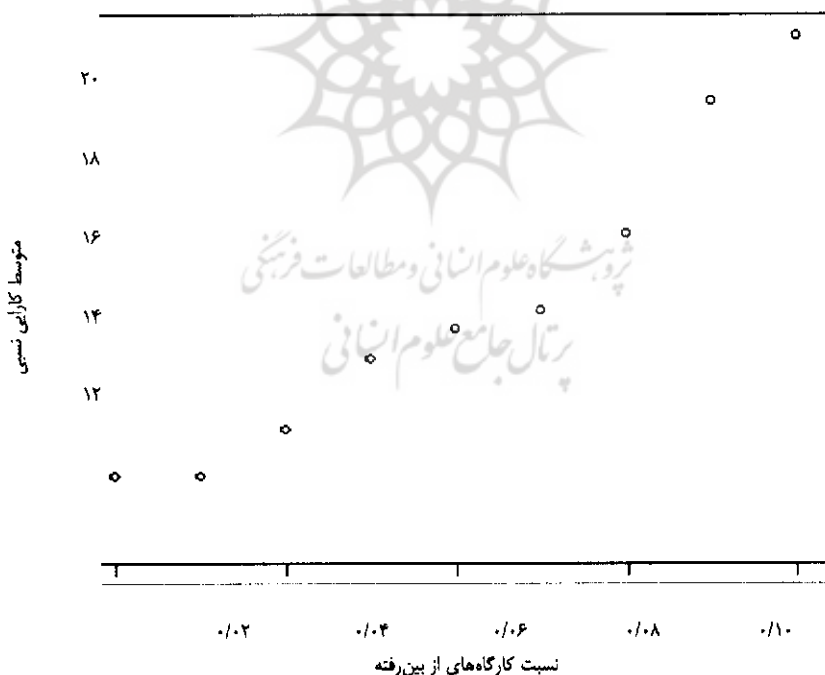 ۲۰
۱۸
۱۶
۱۴
۱۲
متوسط کارایی نسبی
پژوهشگاه علوم انسانی و مطالعات فرهنگی
پرتال جامع علوم انسانی
۰/۰۲ ۰/۰۴ ۰/۰۶ ۰/۰۸ ۰/۱۰
نسبت کارگاه‌های از بین‌رفته